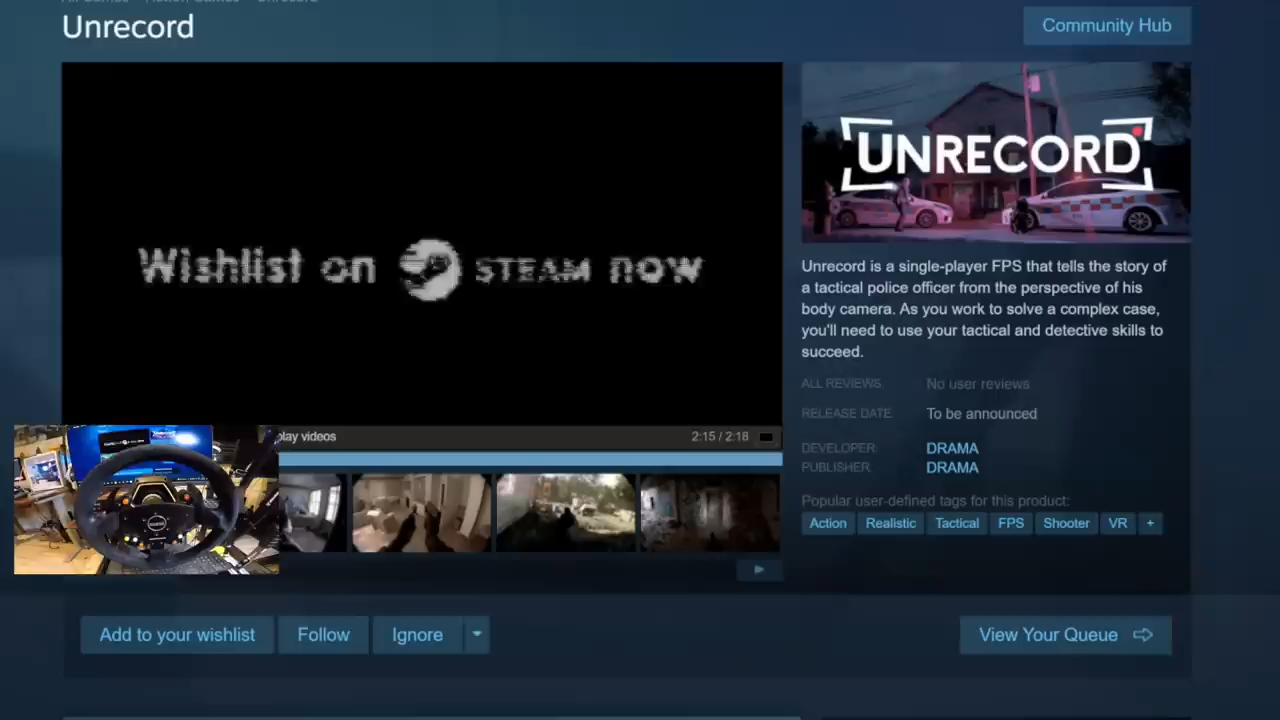 Unrecord
Community Hub
Wishlist on STEAM now
UNRECORD
Unrecord is a single-player FPS that tells the story of
a tactical police officer from the perspective of his
body camera. As you work to solve a complex case,
you'll need to use your tactical and detective skills to
succeed.
ALL REVIEWS: No user reviews
RELEASE DATE: To be announced
DEVELOPER: DRAMA
PUBLISHER: DRAMA
play videos
2:15 / 2:18
Popular user-defined tags for this product:
Action Realistic Tactical FPS Shooter VR +
Add to your wishlist Follow Ignore
View Your Queue